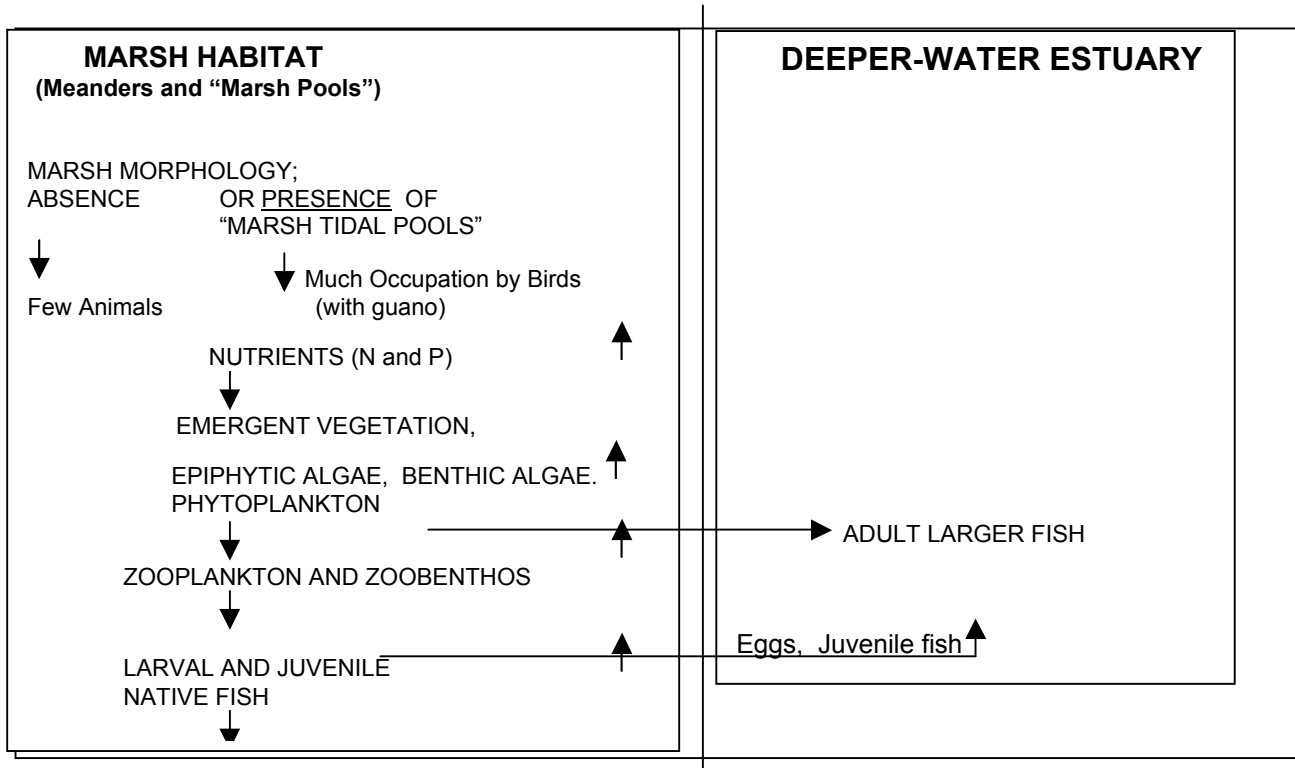 MARSH HABITAT
(Meanders and “Marsh Pools”)
MARSH MORPHOLOGY;
ABSENCE OR PRESENCE OF
“MARSH TIDAL POOLS”
Much Occupation by Birds
Few Animals (with guano)
NUTRIENTS (N and P)
EMERGENT VEGETATION,
EPIPHYTIC ALGAE, BENTHIC ALGAE.
PHYTOPLANKTON
ZOOPLANKTON AND ZOOBENTHOS
LARVAL AND JUVENILE
NATIVE FISH
DEEPER-WATER ESTUARY
ADULT LARGER FISH
Eggs, Juvenile fish